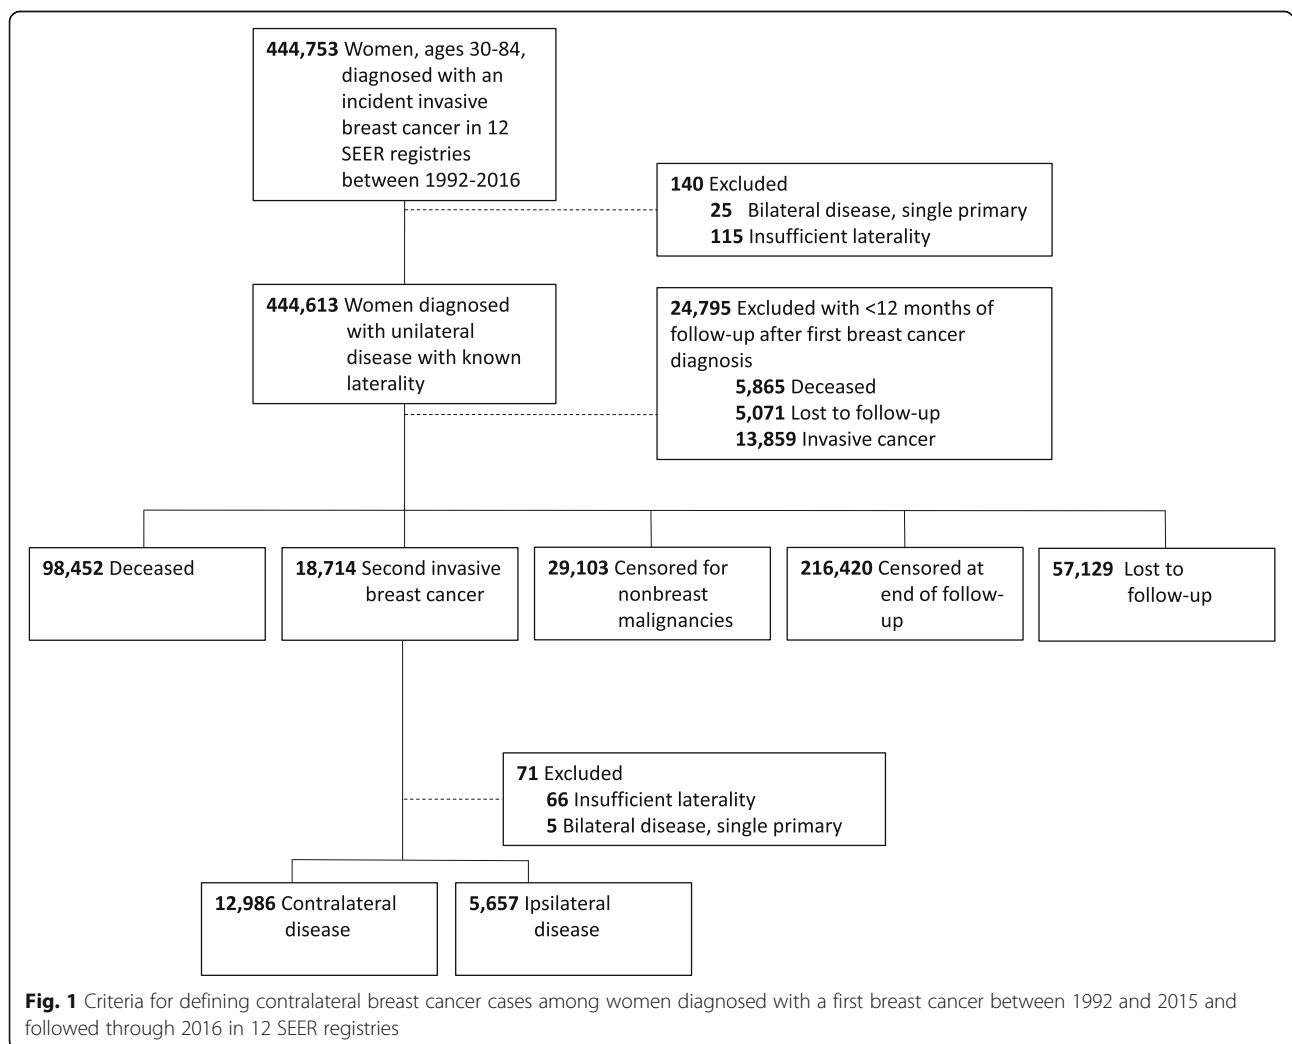 444,753 Women, ages 30-84,
diagnosed with an
incident invasive
breast cancer in 12
SEER registries
between 1992-2016
140 Excluded
25 Bilateral disease, single primary
115 Insufficient laterality
444,613 Women diagnosed
with unilateral
disease with known
laterality
24,795 Excluded with <12 months of
follow-up after first breast cancer
diagnosis
5,865 Deceased
5,071 Lost to follow-up
13,859 Invasive cancer
98,452 Deceased
18,714 Second invasive
breast cancer
29,103 Censored for
nonbreast
malignancies
216,420 Censored at
end of follow-
up
57,129 Lost to
follow-up
71 Excluded
66 Insufficient laterality
5 Bilateral disease, single primary
12,986 Contralateral
disease
5,657 Ipsilateral
disease
Fig. 1 Criteria for defining contralateral breast cancer cases among women diagnosed with a first breast cancer between 1992 and 2015 and
followed through 2016 in 12 SEER registries